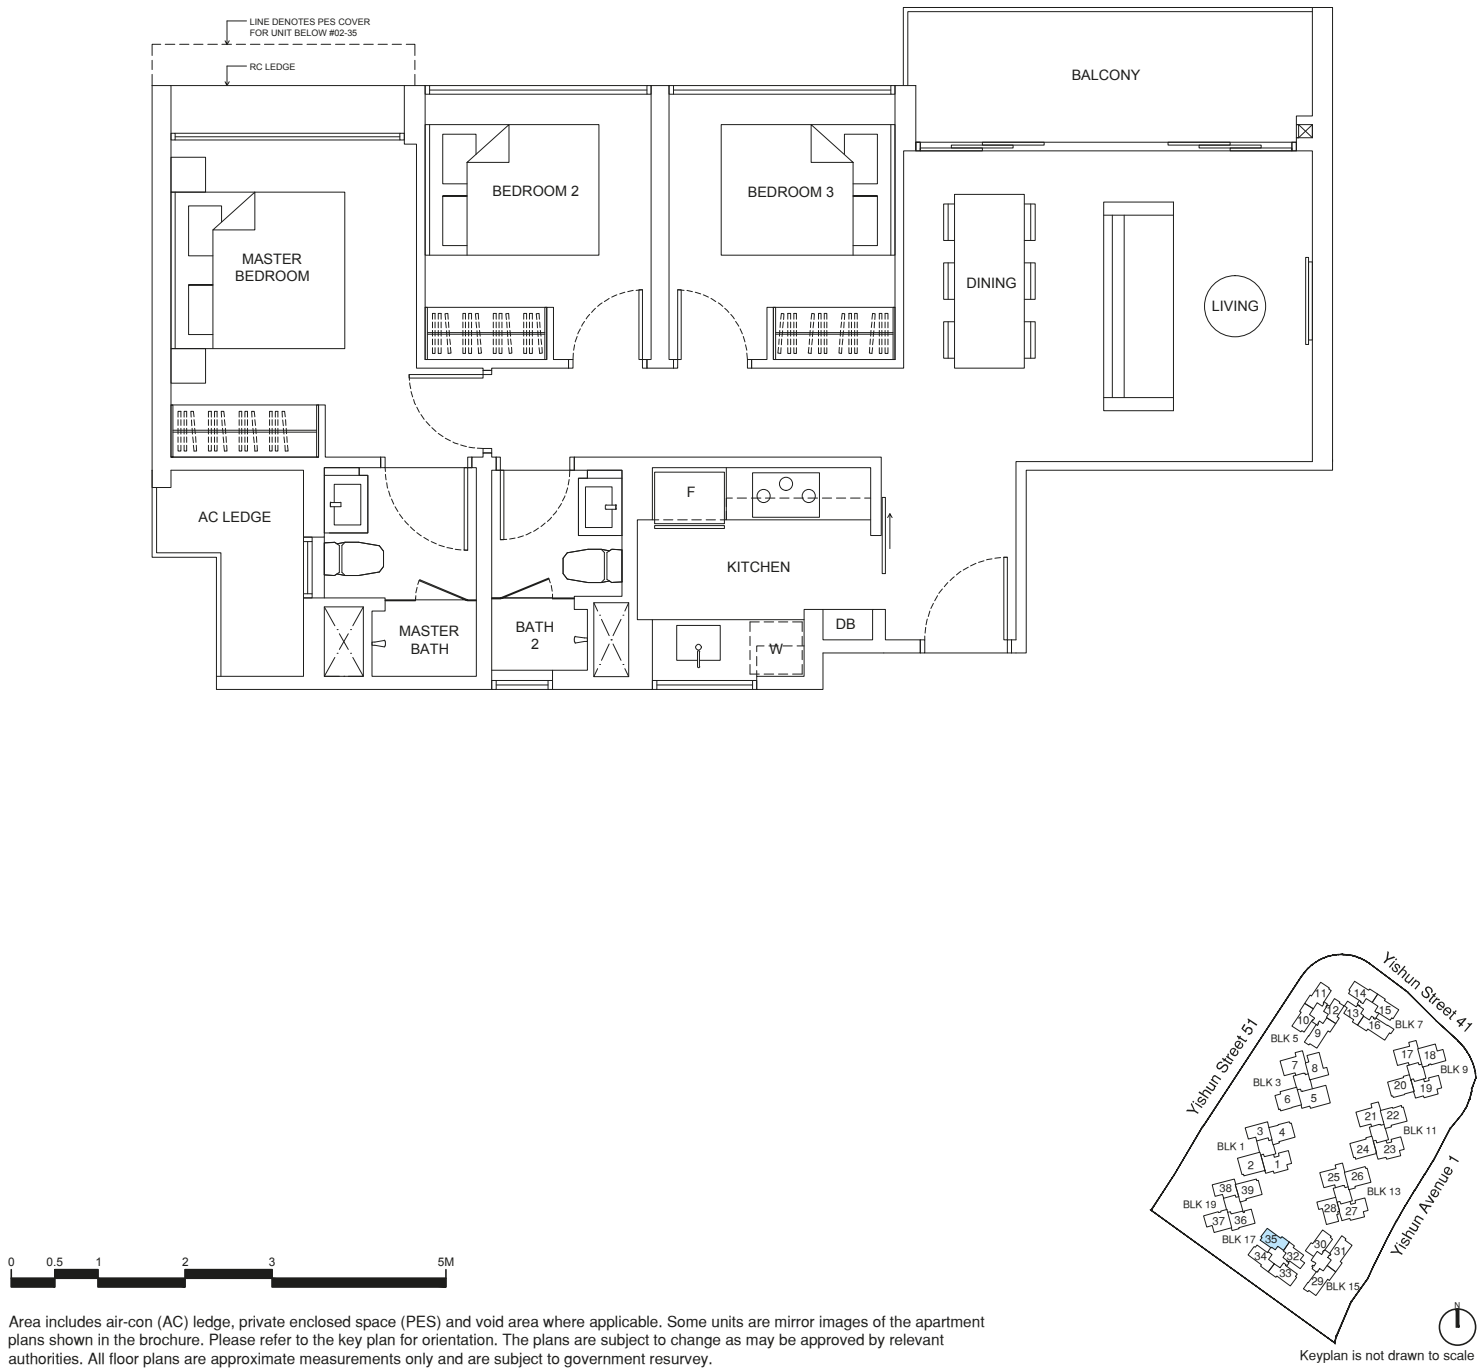 LINE DENOTES PES COVER
FOR UNIT BELOW #02-35
RC LEDGE
BALCONY
BEDROOM 2
BEDROOM 3
MASTER
BEDROOM
DINING
LIVING
AC LEDGE
F
KITCHEN
MASTER
BATH
BATH
2
DB
W
Yishun Street 41
Yishun Street 51
Yishun Avenue 1
11
14
10
12
13
15
9
16
BLK 7
BLK 5
7
8
17
18
BLK 3
BLK 9
6
5
20
19
21
22
3
4
BLK 11
BLK 1
24
23
2
1
25
26
38
39
BLK 13
BLK 19
28
27
37
36
BLK 17
35
30
31
34
32
33
29
BLK 15
0
0.5
1
2
3
5M
N
Area includes air-con (AC) ledge, private enclosed space (PES) and void area where applicable. Some units are mirror images of the apartment
plans shown in the brochure. Please refer to the key plan for orientation. The plans are subject to change as may be approved by relevant
authorities. All floor plans are approximate measurements only and are subject to government resurvey.
Keyplan is not drawn to scale